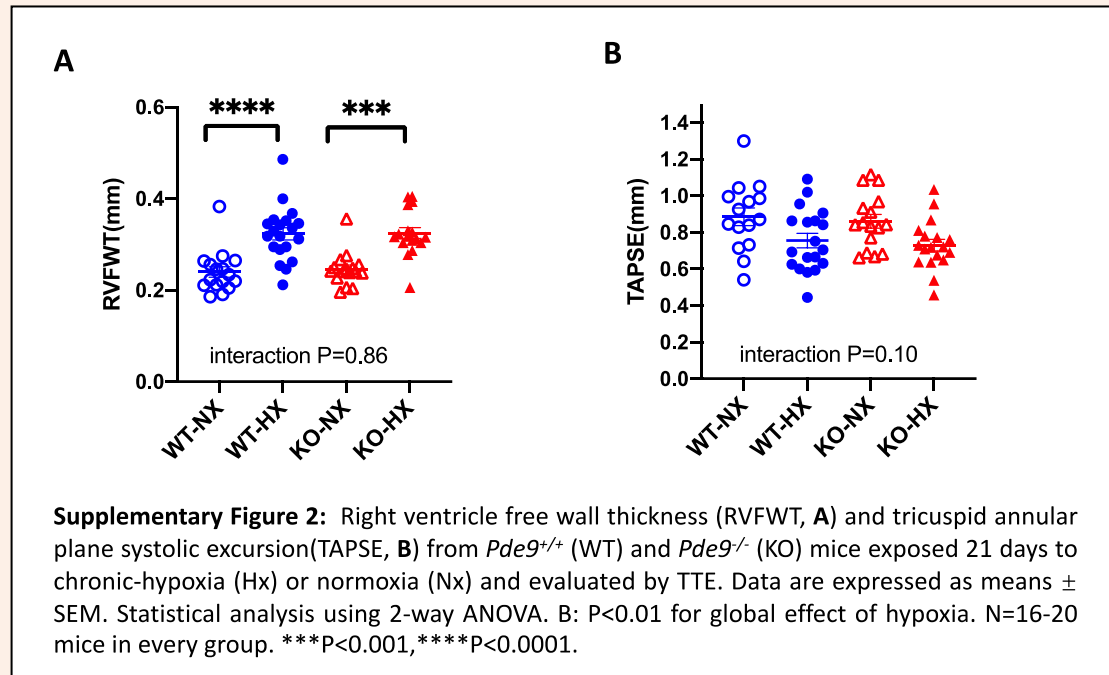 A
B
RVFWT(mm)
0.6
0.4
0.2
0.0
****
***
interaction P=0.86
WT-NX
WT-HX
KO-NX
KO-HX
TAPSE(mm)
1.4
1.2
1.0
0.8
0.6
0.4
0.2
0.0
interaction P=0.10
WT-NX
WT-HX
KO-NX
KO-HX
Supplementary Figure 2: Right ventricle free wall thickness (RVFWT, A) and tricuspid annular
plane systolic excursion(TAPSE, B) from Pde9+/+ (WT) and Pde9-/- (KO) mice exposed 21 days to
chronic-hypoxia (Hx) or normoxia (Nx) and evaluated by TTE. Data are expressed as means ±
SEM. Statistical analysis using 2-way ANOVA. B: P<0.01 for global effect of hypoxia. N=16-20
mice in every group. ***P<0.001,****P<0.0001.